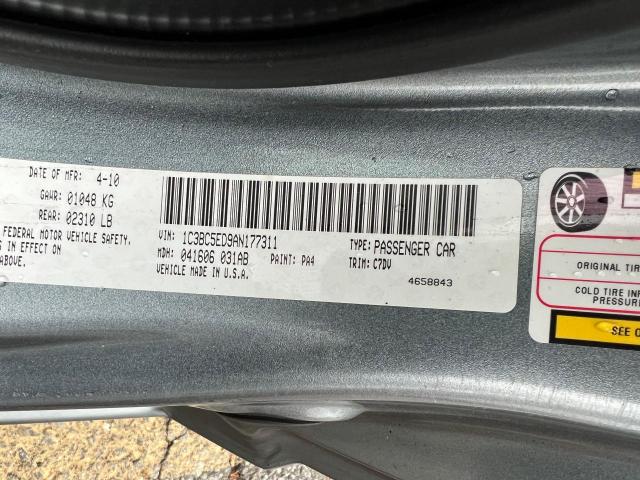 DATE OF MFR: 4-10
GAWR: 01048 KG
REAR: 02310 LB
FEDERAL MOTOR VEHICLE SAFETY.
IS IN EFFECT ON
ABOVE.
VIN: 1C3BC5ED9AN177311
TYPE: PASSENGER CAR
MDH: 041606 031AB
PAINT: PA4
TRIM: C7DV
VEHICLE MADE IN U.S.A.
4658843
ORIGINAL TIR
COLD TIRE INF
PRESSUR
SEE O